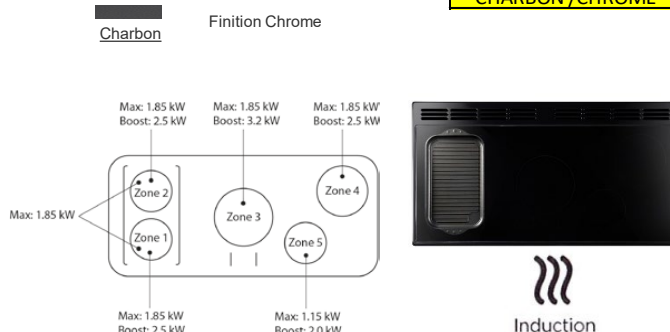 CHARBON /CHROME
Finition Chrome
Charbon
Max: 1.85 kW
Boost: 2.5 kW
Max: 1.85 kW
Boost: 3.2 kW
Max: 1.85 kW
Boost: 2.5 kW
Zone 2
Zone 4
Zone 3
Max: 1.85 kW
Zone 1
Zone 5
Max: 1.85 kW
Boost: 2.5 kW
Max: 1.15 kW
Boost: 2.0 kW
Induction